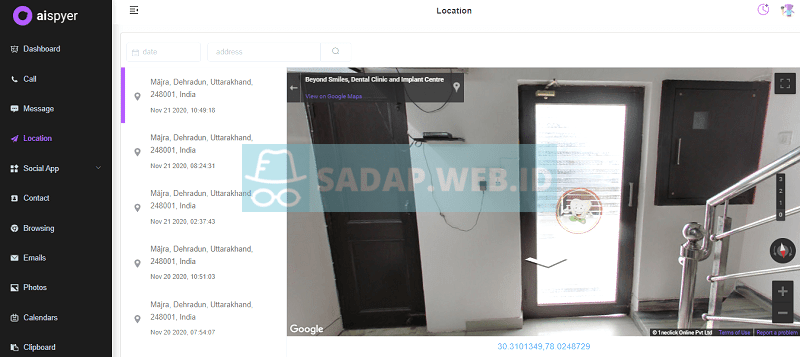 aispyer
Location
Dashboard
Call
Message
Location
Social App
Contact
Browsing
Emails
Photos
Calendars
Clipboard
date
address
Mājra, Dehradun, Uttarakhand,
248001, India
Nov 21 2020, 10:49:16
Mājra, Dehradun, Uttarakhand,
248001, India
Nov 21 2020, 08:24:31
Mājra, Dehradun, Uttarakhand,
248001, India
Nov 21 2020, 02:37:43
Mājra, Dehradun, Uttarakhand,
248001, India
Nov 20 2020, 10:51:03
Mājra, Dehradun, Uttarakhand,
248001, India
Nov 20 2020, 07:54:07
Beyond Smiles, Dental Clinic and Implant Centre
View on Google Maps
SADAP.WEB.ID
3
2
1
0
Google
© 1neclick Online Pvt Ltd
Terms of Use
Report a problem
30.3101349,78.0248729